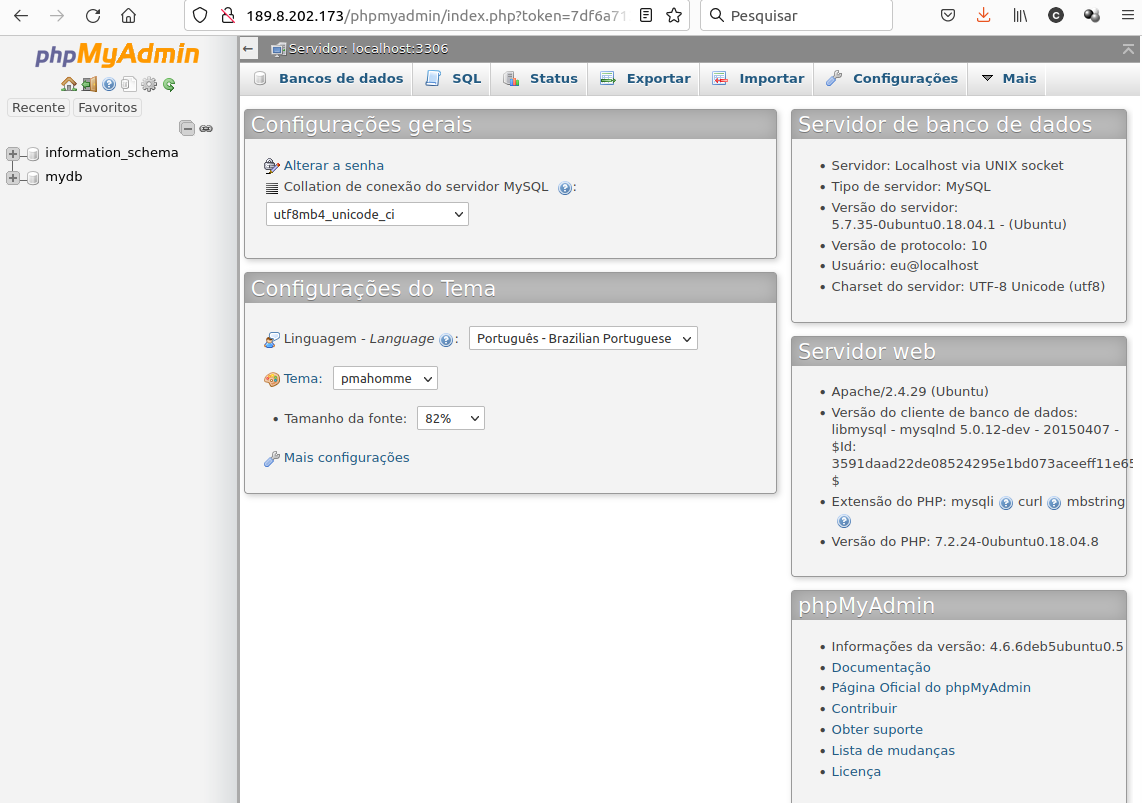 189.8.202.173/phpmyadmin/index.php?token=7df6a71
Pesquisar
phpMyAdmin
Recente Favoritos
information_schema
mydb
Servidor: localhost:3306
Bancos de dados SQL Status Exportar Importar Configurações Mais
Configurações gerais
Alterar a senha
Collation de conexão do servidor MySQL :
utf8mb4_unicode_ci
Configurações do Tema
Linguagem - Language : Português - Brazilian Portuguese
Tema: pmahomme
• Tamanho da fonte: 82%
Mais configurações
Servidor de banco de dados
• Servidor: Localhost via UNIX socket
• Tipo de servidor: MySQL
• Versão do servidor:
5.7.35-0ubuntu0.18.04.1 - (Ubuntu)
• Versão de protocolo: 10
• Usuário: eu@localhost
• Charset do servidor: UTF-8 Unicode (utf8)
Servidor web
• Apache/2.4.29 (Ubuntu)
• Versão do cliente de banco de dados:
libmysql - mysqlnd 5.0.12-dev - 20150407 -
$Id:
3591daad22de08524295e1bd073aceeff11e65
$
• Extensão do PHP: mysqli curl mbstring
• Versão do PHP: 7.2.24-0ubuntu0.18.04.8
phpMyAdmin
• Informações da versão: 4.6.6deb5ubuntu0.5
• Documentação
• Página Oficial do phpMyAdmin
• Contribuir
• Obter suporte
• Lista de mudanças
• Licença